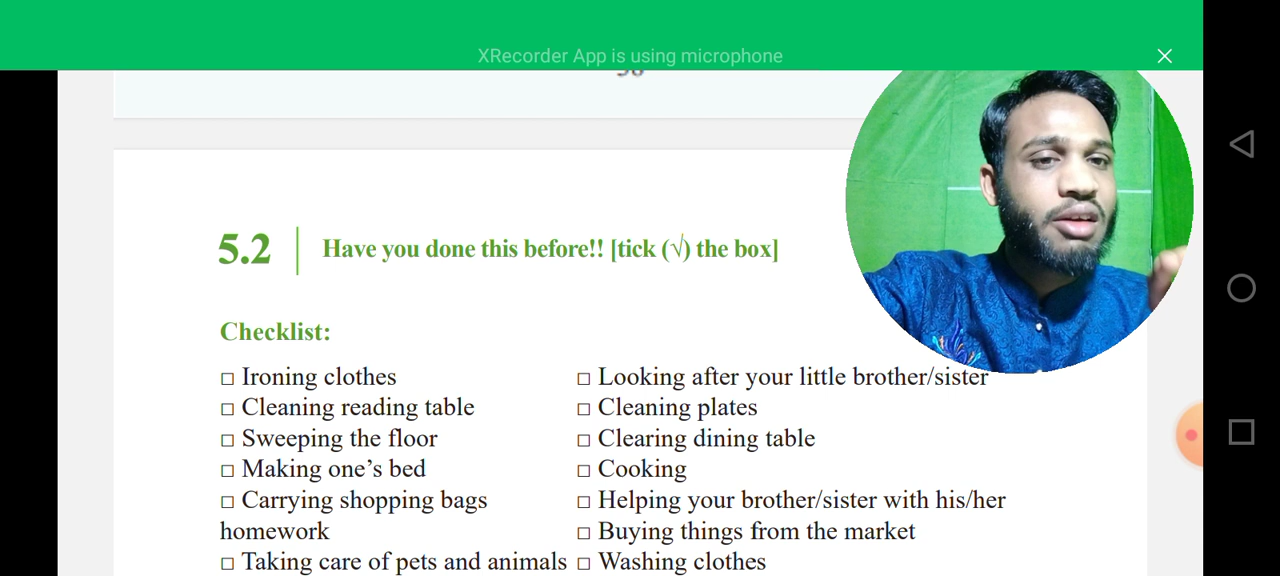 XRecorder App is using microphone
5.2 Have you done this before!! [tick (√) the box]
Checklist:
□ Ironing clothes □ Looking after your little brother/sister
□ Cleaning reading table □ Cleaning plates
□ Sweeping the floor □ Clearing dining table
□ Making one’s bed □ Cooking
□ Carrying shopping bags □ Helping your brother/sister with his/her
homework □ Buying things from the market
□ Taking care of pets and animals □ Washing clothes